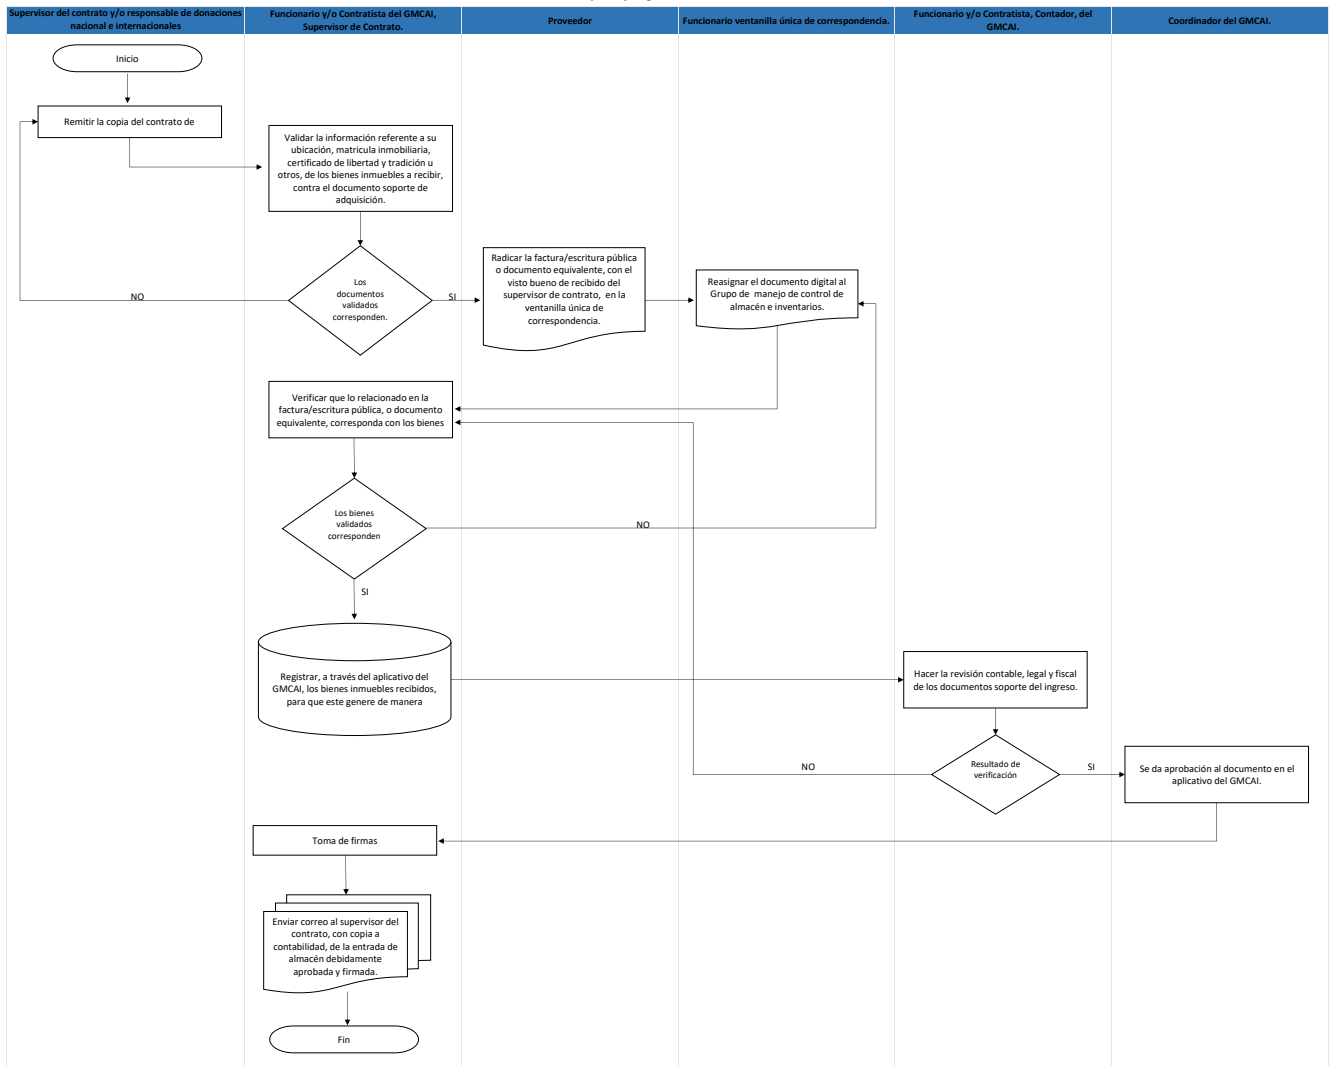 Supervisor del contrato y/o responsable de donaciones
nacional e internacionales
Funcionario y/o Contratista del GMCAI,
Supervisor de Contrato.
Proveedor
Funcionario ventanilla única de correspondencia.
Funcionario y/o Contratista, Contador, del
GMCAI.
Coordinador del GMCAI.
Inicio
Remitir la copia del contrato de
Validar la información referente a su
ubicación, matricula inmobiliaria,
certificado de libertad y tradición u
otros, de los bienes inmuebles a recibir,
contra el documento soporte de
adquisición.
Los
documentos
validados
corresponden.
NO
SI
Radicar la factura/escritura pública
o documento equivalente, con el
visto bueno de recibido del
supervisor de contrato, en la
ventanilla única de
correspondencia.
Reasignar el documento digital al
Grupo de manejo de control de
almacén e inventarios.
Verificar que lo relacionado en la
factura/escritura pública, o documento
equivalente, corresponda con los bienes
Los bienes
validados
corresponden
NO
SI
Registrar, a través del aplicativo del
GMCAI, los bienes inmuebles recibidos,
para que este genere de manera
Hacer la revisión contable, legal y fiscal
de los documentos soporte del ingreso.
Resultado de
verificación
NO
SI
Se da aprobación al documento en el
aplicativo del GMCAI.
Toma de firmas
Enviar correo al supervisor del
contrato, con copia a
contabilidad, de la entrada de
almacén debidamente
aprobada y firmada.
Fin